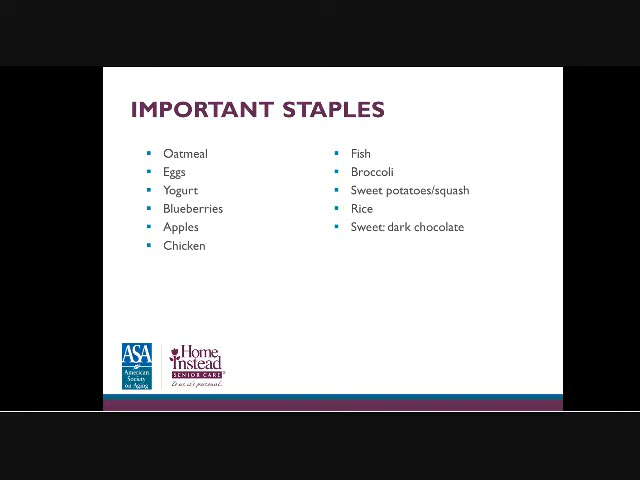 IMPORTANT STAPLES
Oatmeal
Eggs
Yogurt
Blueberries
Apples
Chicken
Fish
Broccoli
Sweet potatoes/squash
Rice
Sweet: dark chocolate
ASA
American
Society
on Aging
Home
Instead
SENIOR CARE
To us, it's personal.